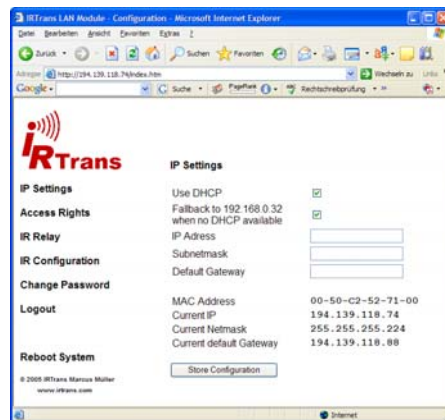 IRTrans LAN Module - Configuration - Microsoft Internet Explorer
Datei Bearbeiten Ansicht Favoriten Extras ?
Zurück Suchen Favoriten
Adresse http://194.139.118.74/index.htm Wechseln zu Links
Google Suche PageRank Rechtschreibprüfung
iRTrans
IP Settings
IP Settings
Access Rights
IR Relay
IR Configuration
Change Password
Logout
Reboot System
© 2005 IRTrans Marcus Müller
www.irtrans.com
Use DHCP
Fallback to 192.168.0.32
when no DHCP available
IP Adress
Subnetmask
Default Gateway
MAC Address 00-50-C2-52-71-00
Current IP 194.139.118.74
Current Netmask 255.255.255.224
Current default Gateway 194.139.118.88
Store Configuration
Internet